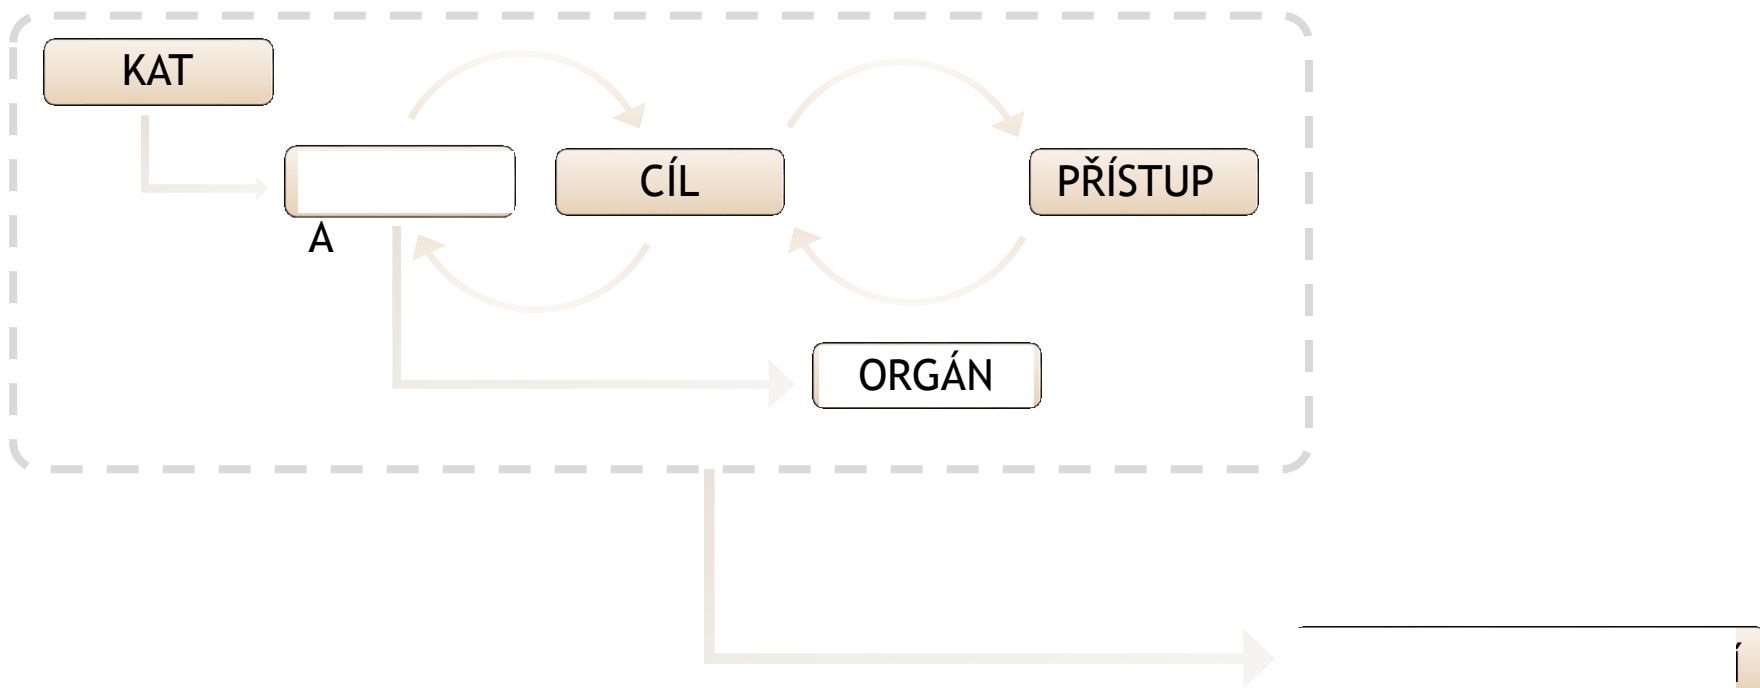 KAT
CÍL
PŘÍSTUP
A
ORGÁN
Í